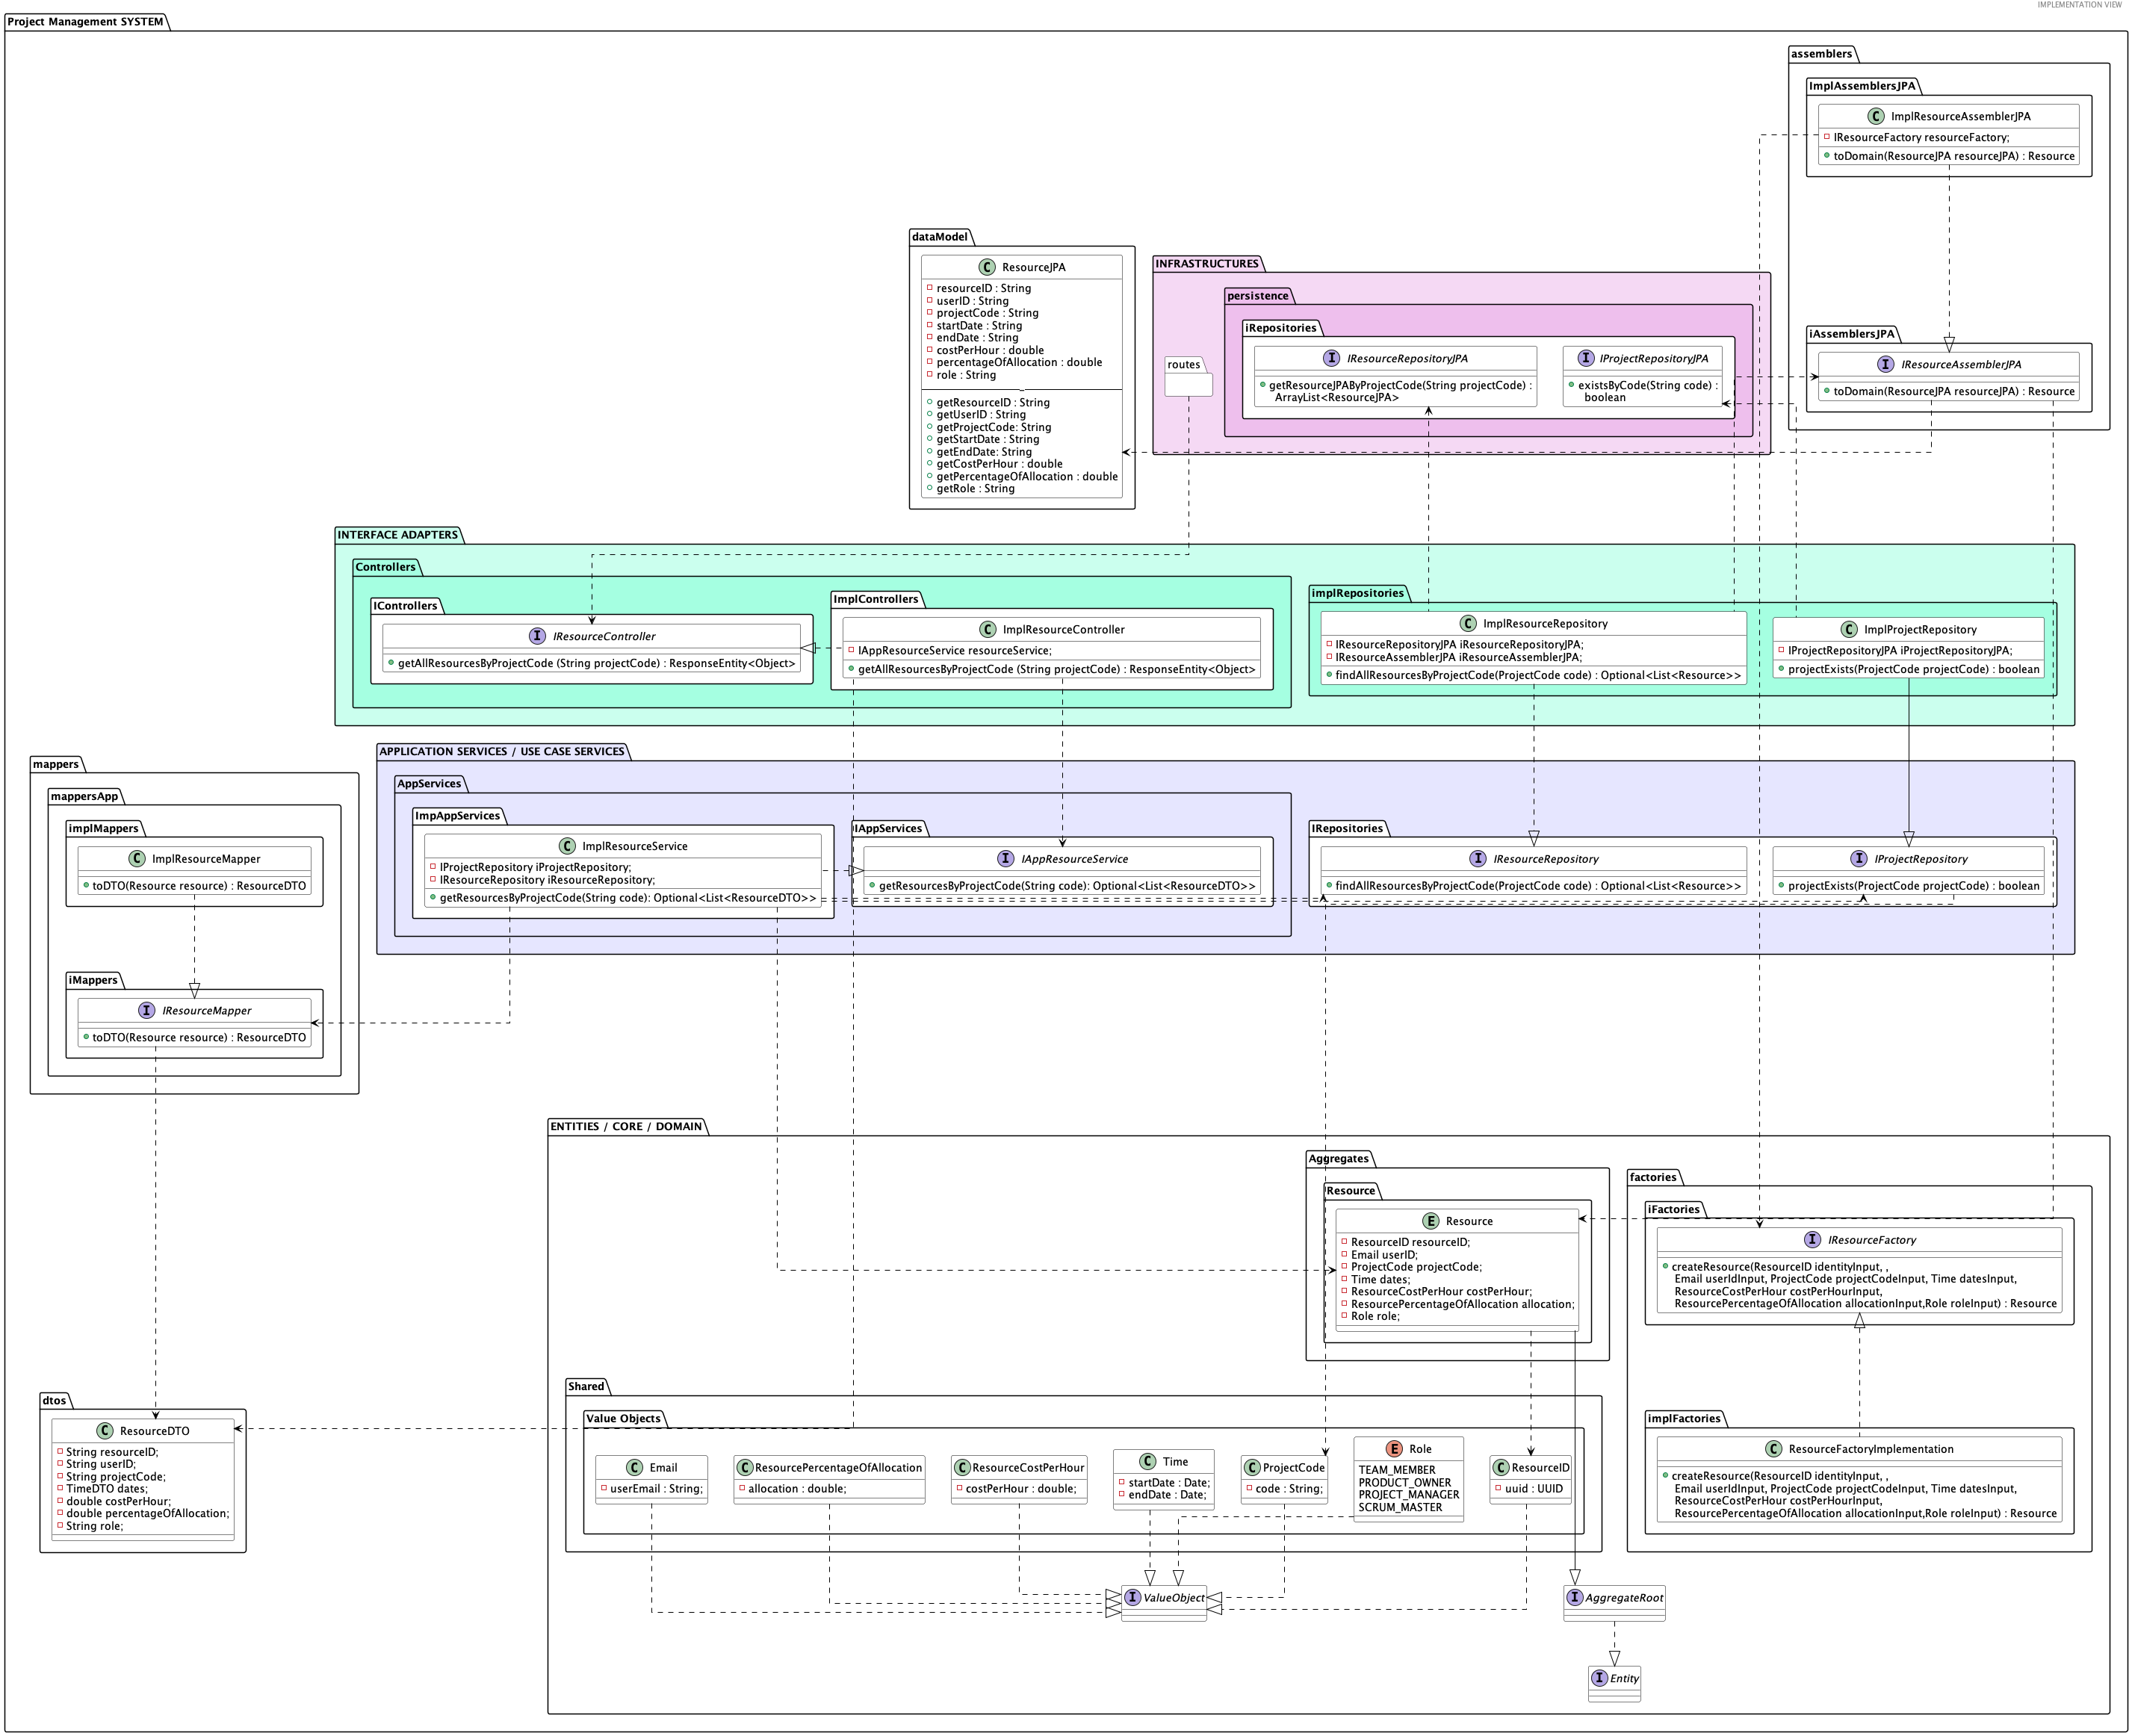 IMPLEMENTATION VIEW
Project Management SYSTEM
assemblers
ImplAssemblersJPA
C ImplResourceAssemblerJPA
IResourceFactory resourceFactory;
toDomain(ResourceJPA resourceJPA) : Resource
iAssemblersJPA
I IResourceAssemblerJPA
toDomain(ResourceJPA resourceJPA) : Resource
dataModel
C ResourceJPA
resourceID : String
userID : String
projectCode : String
startDate : String
endDate : String
costPerHour : double
percentageOfAllocation : double
role : String
getResourceID : String
getUserID : String
getProjectCode: String
getStartDate : String
getEndDate: String
getCostPerHour : double
getPercentageOfAllocation : double
getRole : String
INFRASTRUCTURES
routes
persistence
iRepositories
I IResourceRepositoryJPA
getResourceJPAByProjectCode(String projectCode) :
ArrayList<ResourceJPA>
I IProjectRepositoryJPA
existsByCode(String code) :
boolean
INTERFACE ADAPTERS
Controllers
IControllers
I IResourceController
getAllResourcesByProjectCode (String projectCode) : ResponseEntity<Object>
ImplControllers
C ImplResourceController
IAppResourceService resourceService;
getAllResourcesByProjectCode (String projectCode) : ResponseEntity<Object>
implRepositories
C ImplResourceRepository
IResourceRepositoryJPA iResourceRepositoryJPA;
IResourceAssemblerJPA iResourceAssemblerJPA;
findAllResourcesByProjectCode(ProjectCode code) : Optional<List<Resource>>
C ImplProjectRepository
IProjectRepositoryJPA iProjectRepositoryJPA;
projectExists(ProjectCode projectCode) : boolean
mappers
mappersApp
implMappers
C ImplResourceMapper
toDTO(Resource resource) : ResourceDTO
iMappers
I IResourceMapper
toDTO(Resource resource) : ResourceDTO
APPLICATION SERVICES / USE CASE SERVICES
AppServices
ImpAppServices
C ImplResourceService
IProjectRepository iProjectRepository;
IResourceRepository iResourceRepository;
getResourcesByProjectCode(String code): Optional<List<ResourceDTO>>
IAppServices
I IAppResourceService
getResourcesByProjectCode(String code): Optional<List<ResourceDTO>>
IRepositories
I IResourceRepository
findAllResourcesByProjectCode(ProjectCode code) : Optional<List<Resource>>
I IProjectRepository
projectExists(ProjectCode projectCode) : boolean
ENTITIES / CORE / DOMAIN
Aggregates
Resource
E Resource
ResourceID resourceID;
Email userID;
ProjectCode projectCode;
Time dates;
ResourceCostPerHour costPerHour;
ResourcePercentageOfAllocation allocation;
Role role;
factories
iFactories
I IResourceFactory
createResource(ResourceID identityInput, ,
Email userIdInput, ProjectCode projectCodeInput, Time datesInput,
ResourceCostPerHour costPerHourInput,
ResourcePercentageOfAllocation allocationInput,Role roleInput) : Resource
implFactories
C ResourceFactoryImplementation
createResource(ResourceID identityInput, ,
Email userIdInput, ProjectCode projectCodeInput, Time datesInput,
ResourceCostPerHour costPerHourInput,
ResourcePercentageOfAllocation allocationInput,Role roleInput) : Resource
dtos
C ResourceDTO
String resourceID;
String userID;
String projectCode;
TimeDTO dates;
double costPerHour;
double percentageOfAllocation;
String role;
Shared
Value Objects
C Email
userEmail : String;
C ResourcePercentageOfAllocation
allocation : double;
C ResourceCostPerHour
costPerHour : double;
C Time
startDate : Date;
endDate : Date;
C ProjectCode
code : String;
E Role
TEAM_MEMBER
PRODUCT_OWNER
PROJECT_MANAGER
SCRUM_MASTER
C ResourceID
uuid : UUID
I ValueObject
I AggregateRoot
I Entity